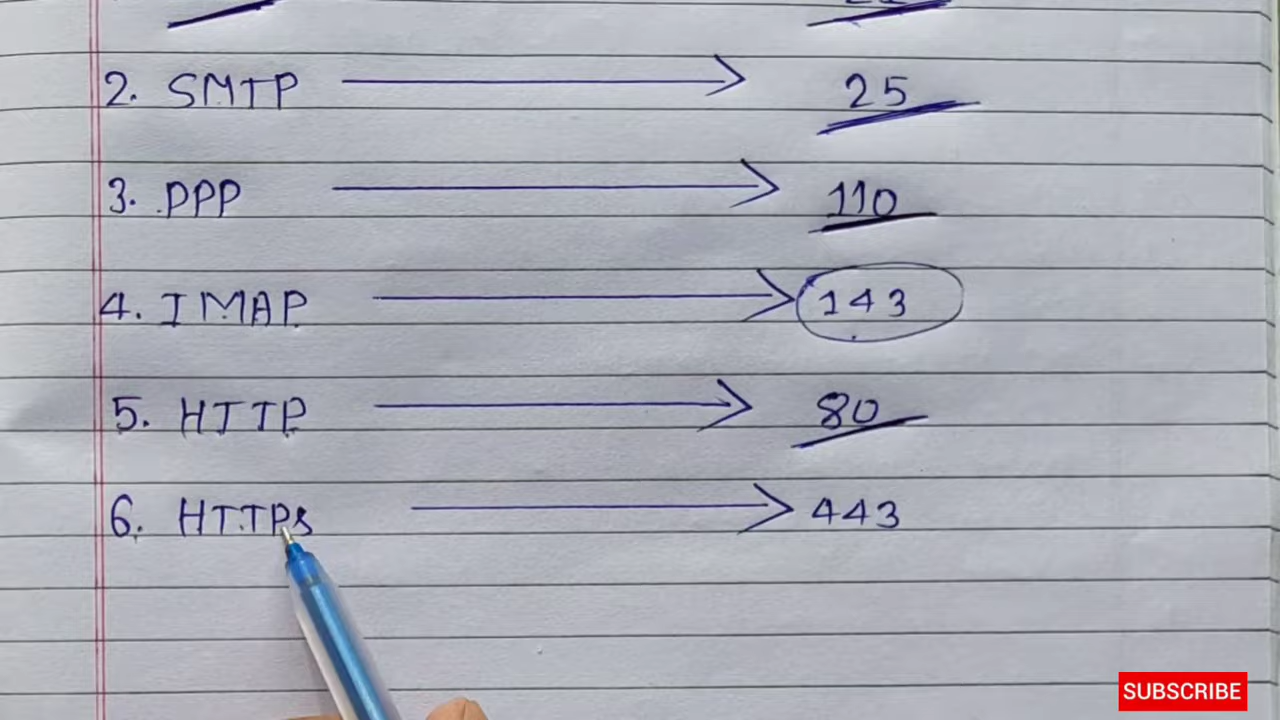 2. SMTP → 25
3. PPP → 110
4. IMAP → 143
5. HTTP → 80
6. HTTPs → 443
SUBSCRIBE